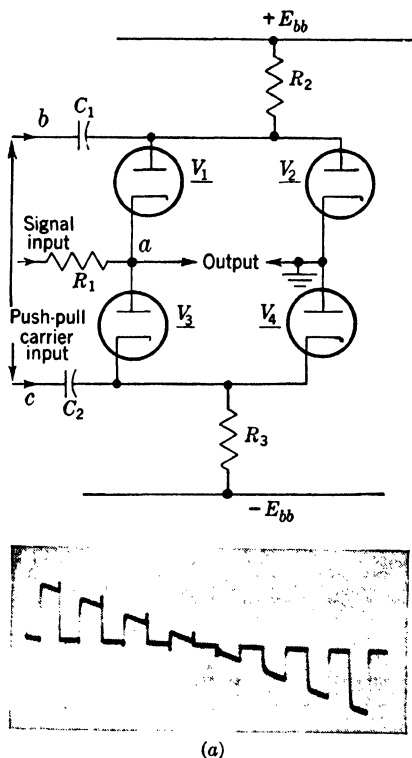 + E_bb
R_2
b
C_1
V_1
V_2
Signal
input
a
Output
R_1
Push-pull
carrier
input
V_3
V_4
c
C_2
R_3
− E_bb
(a)